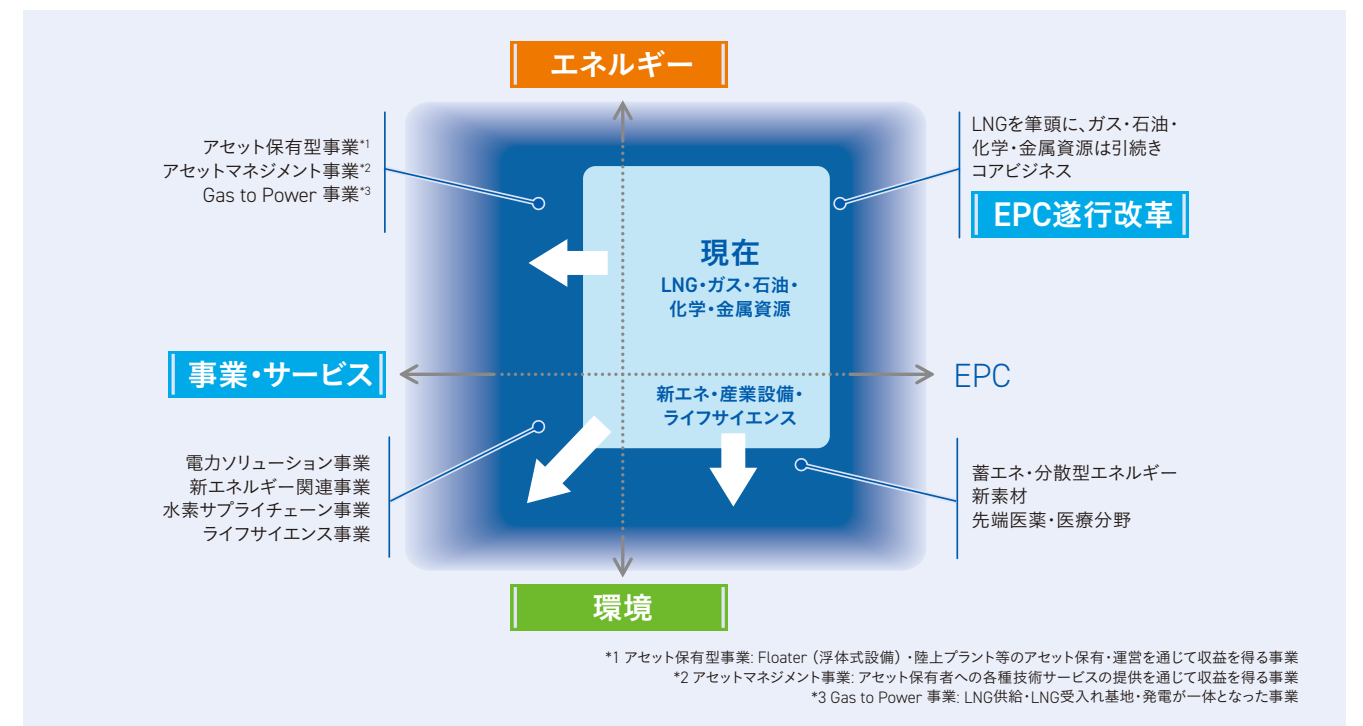 エネルギー
アセット保有型事業*1
アセットマネジメント事業*2
Gas to Power 事業*3
LNGを筆頭に、ガス・石油・
化学・金属資源は引続き
コアビジネス
EPC遂行改革
現在
LNG・ガス・石油・
化学・金属資源
事業・サービス
EPC
新エネ・産業設備・
ライフサイエンス
電力ソリューション事業
新エネルギー関連事業
水素サプライチェーン事業
ライフサイエンス事業
蓄エネ・分散型エネルギー
新素材
先端医薬・医療分野
環境
*1 アセット保有型事業: Floater（浮体式設備）・陸上プラント等のアセット保有・運営を通じて収益を得る事業
*2 アセットマネジメント事業: アセット保有者への各種技術サービスの提供を通じて収益を得る事業
*3 Gas to Power 事業: LNG供給・LNG受入れ基地・発電が一体となった事業